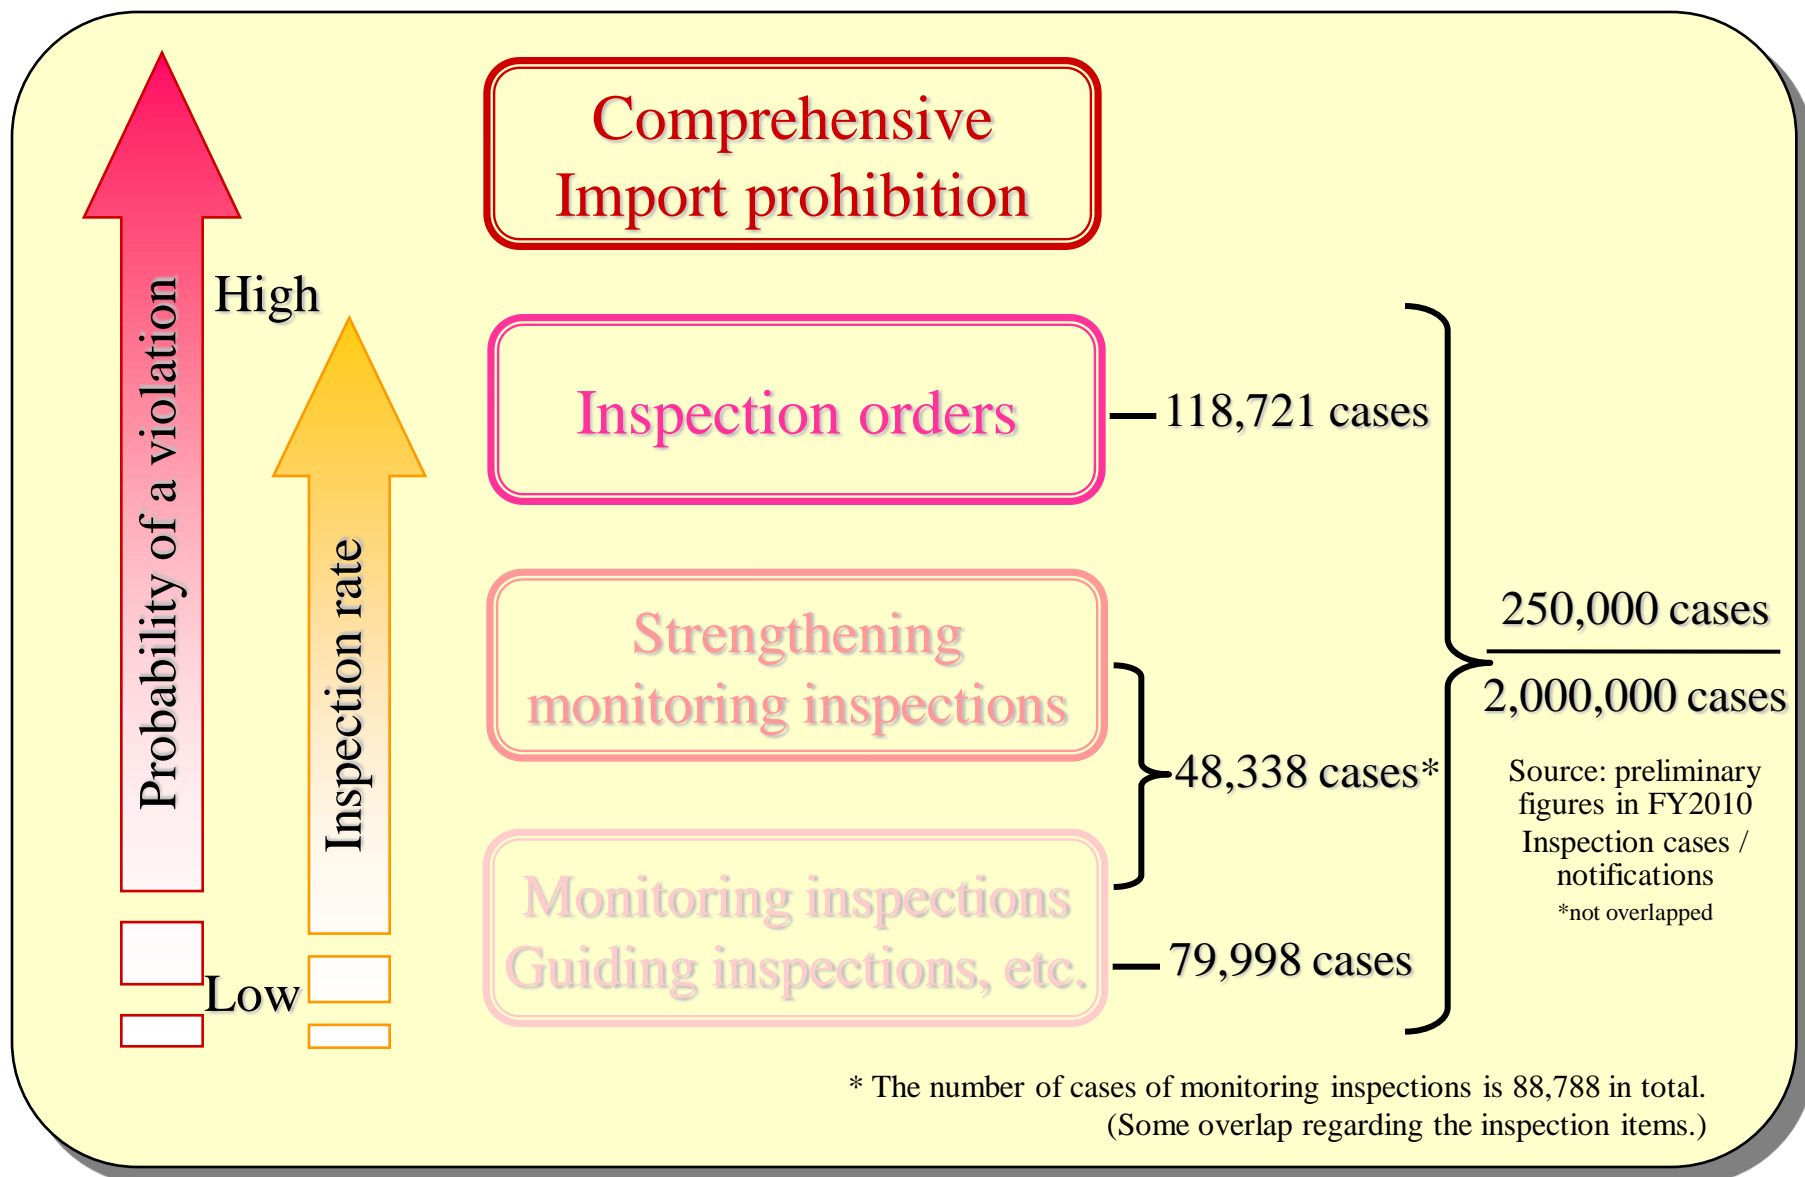 Comprehensive
Import prohibition
High
Probability of a violation
Inspection orders
118,721 cases
Inspection rate
Strengthening
monitoring inspections
250,000 cases
2,000,000 cases
48,338 cases*
Source: preliminary
figures in FY2010
Inspection cases /
notifications
*not overlapped
Monitoring inspections
Guiding inspections, etc.
79,998 cases
Low
* The number of cases of monitoring inspections is 88,788 in total.
(Some overlap regarding the inspection items.)